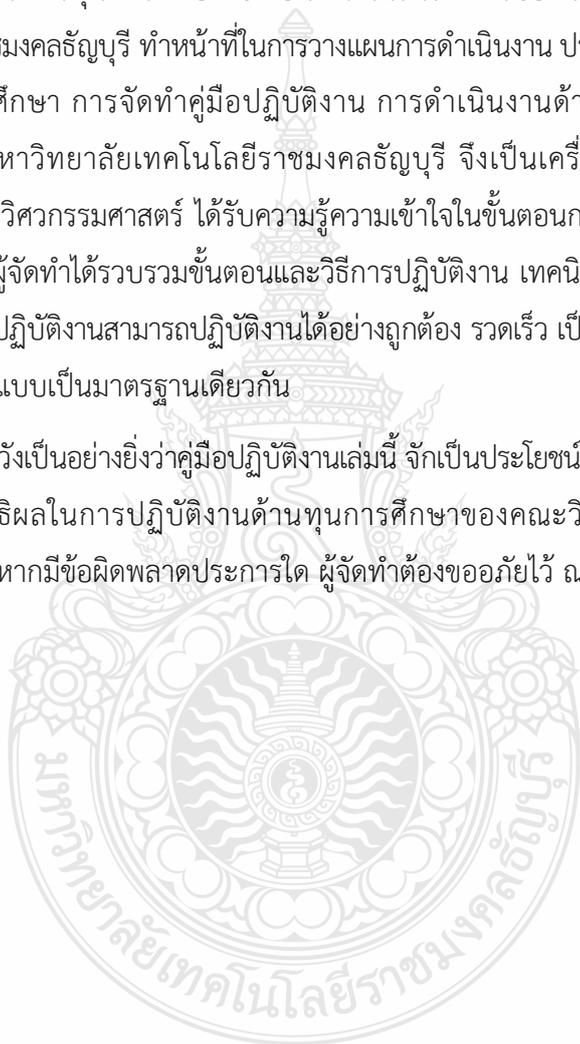 ชมงคลธัญบุรี ทำหน้าที่ในการวางแผนการดำเนินงาน
ศึกษา การจัดทำคู่มือปฏิบัติงาน การดำเนินงานด้า
หาวิทยาลัยเทคโนโลยีราชมงคลธัญบุรี จึงเป็นเครื่
วิศวกรรมศาสตร์ ได้รับความรู้ความเข้าใจในขั้นตอนก
ผู้จัดทำได้รวบรวมขั้นตอนและวิธีการปฏิบัติงาน เทคนิ
ปฏิบัติงานสามารถปฏิบัติงานได้อย่างถูกต้อง รวดเร็ว เป็
แบบเป็นมาตรฐานเดียวกัน
วังเป็นอย่างยิ่งว่าคู่มือปฏิบัติงานเล่มนี้ จักเป็นประโยชน์
ธิผลในการปฏิบัติงานด้านทุนการศึกษาของคณะวิ
หากมีข้อผิดพลาดประการใด ผู้จัดทำต้องขออภัยไว้ ณ
มหาวิทยาลัยเทคโนโลยีราชมงคลธัญบุรี